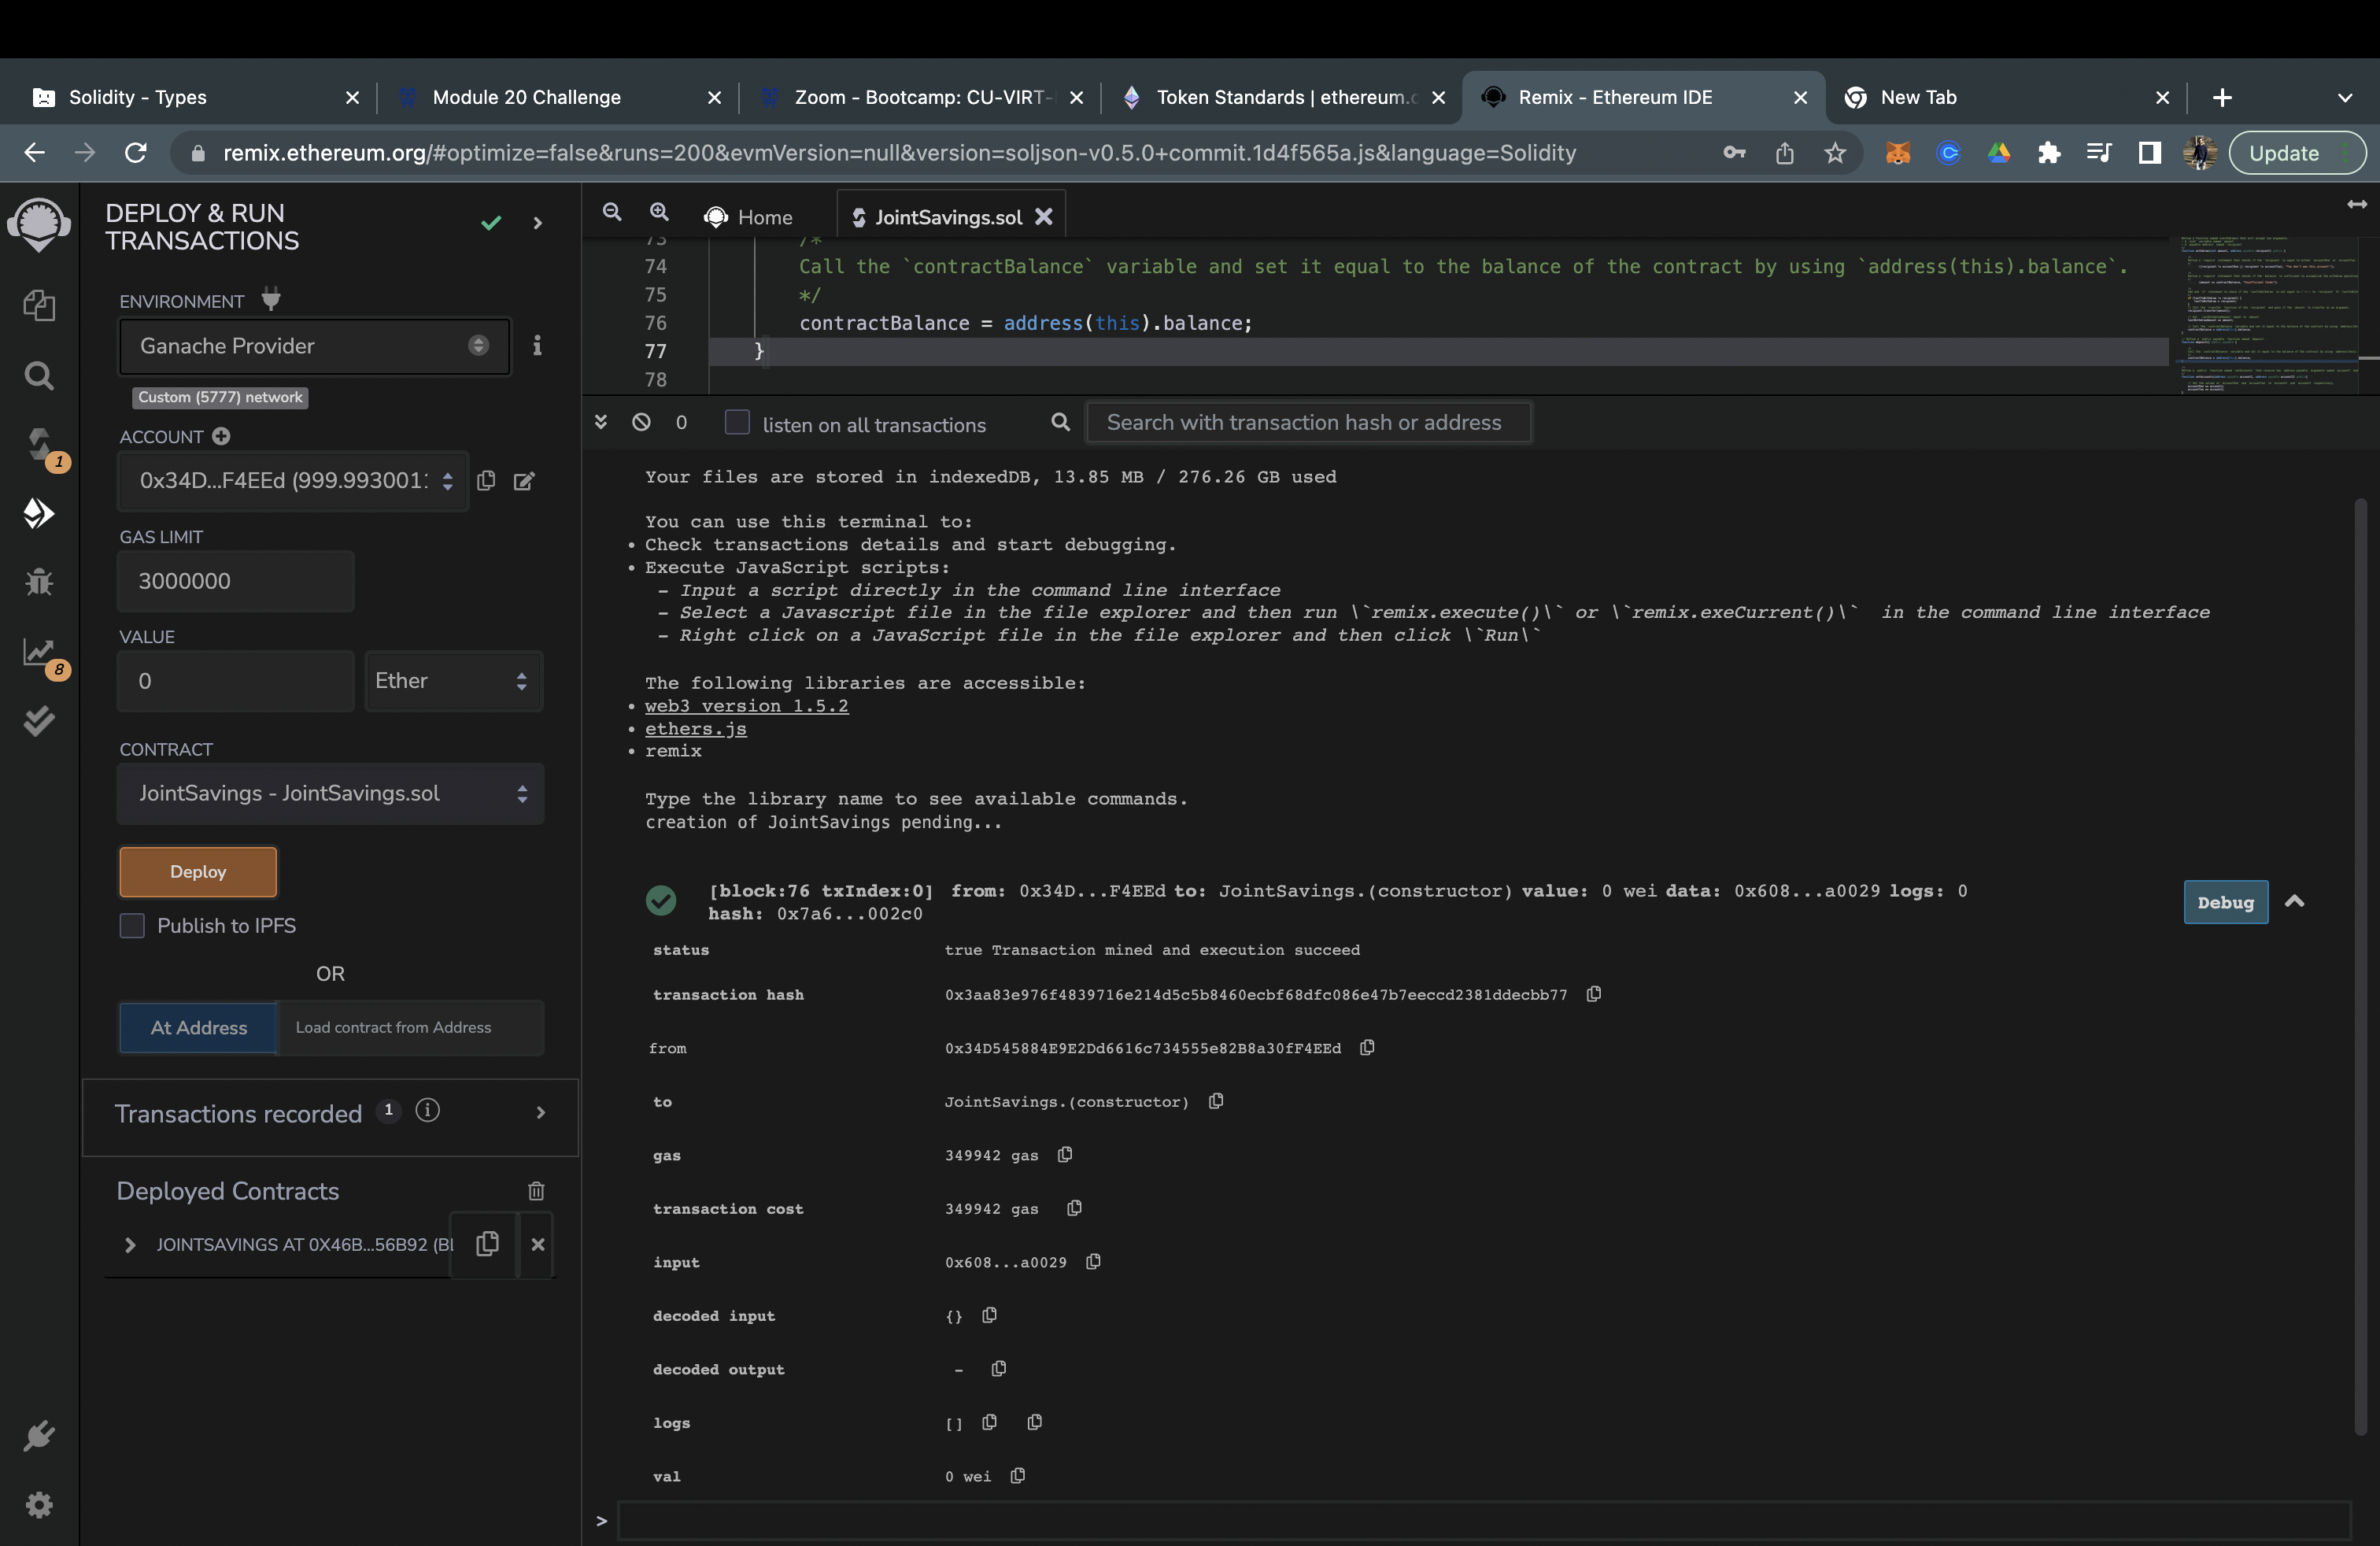 Solidity - Types
Module 20 Challenge
Zoom - Bootcamp: CU-VIRT-
Token Standards | ethereum.o
Remix - Ethereum IDE
New Tab
remix.ethereum.org/#optimize=false&runs=200&evmVersion=null&version=soljson-v0.5.0+commit.1d4f565a.js&language=Solidity
Update
DEPLOY & RUN
TRANSACTIONS
ENVIRONMENT
Ganache Provider
Custom (5777) network
ACCOUNT
0x34D...F4EEd (999.993001:
GAS LIMIT
3000000
VALUE
0
Ether
CONTRACT
JointSavings - JointSavings.sol
Deploy
Publish to IPFS
OR
At Address
Load contract from Address
Transactions recorded 1
Deployed Contracts
JOINTSAVINGS AT 0X46B...56B92 (BL
1
8
Home
JointSavings.sol
73 /*
74 Call the `contractBalance` variable and set it equal to the balance of the contract by using `address(this).balance`.
75 */
76 contractBalance = address(this).balance;
77 }
78
0
listen on all transactions
Search with transaction hash or address
Your files are stored in indexedDB, 13.85 MB / 276.26 GB used
You can use this terminal to:
• Check transactions details and start debugging.
• Execute JavaScript scripts:
- Input a script directly in the command line interface
- Select a Javascript file in the file explorer and then run \`remix.execute()\` or \`remix.exeCurrent()\` in the command line interface
- Right click on a JavaScript file in the file explorer and then click \`Run\`
The following libraries are accessible:
• web3 version 1.5.2
• ethers.js
• remix
Type the library name to see available commands.
creation of JointSavings pending...
[block:76 txIndex:0] from: 0x34D...F4EEd to: JointSavings.(constructor) value: 0 wei data: 0x608...a0029 logs: 0
hash: 0x7a6...002c0
Debug
status true Transaction mined and execution succeed
transaction hash 0x3aa83e976f4839716e214d5c5b8460ecbf68dfc086e47b7eeccd2381ddecbb77
from 0x34D545884E9E2Dd6616c734555e82B8a30fF4EEd
to JointSavings.(constructor)
gas 349942 gas
transaction cost 349942 gas
input 0x608...a0029
decoded input {}
decoded output -
logs []
val 0 wei
>